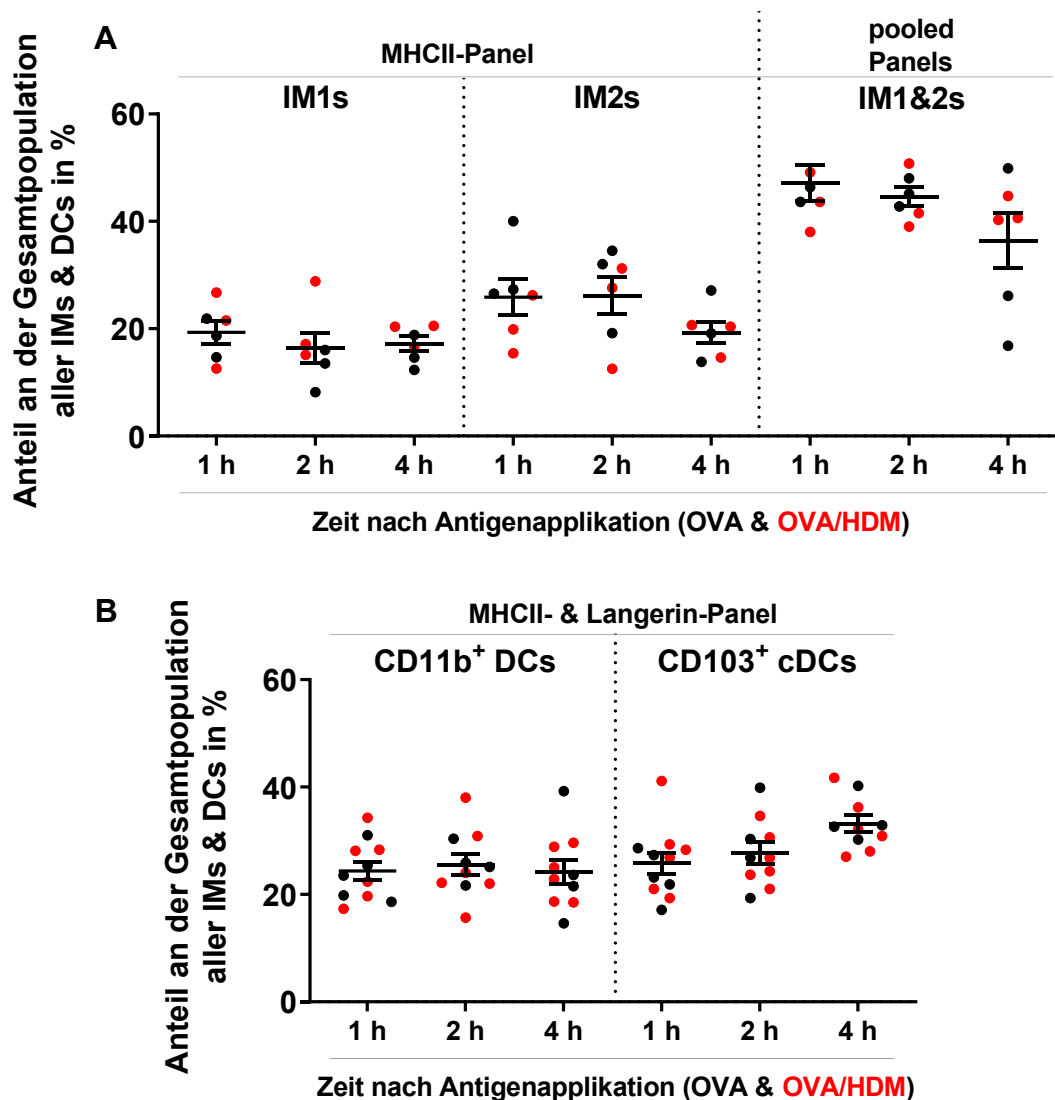 A
MHCII-Panel
pooled
Panels
IM1s
IM2s
IM1&2s
Anteil an der Gesamtpopulation
aller IMs & DCs in %
60
40
20
0
1 h 2 h 4 h 1 h 2 h 4 h 1 h 2 h 4 h
Zeit nach Antigenapplikation (OVA & OVA/HDM)
B
MHCII- & Langerin-Panel
CD11b⁺ DCs
CD103⁺ cDCs
Anteil an der Gesamtpopulation
aller IMs & DCs in %
60
40
20
0
1 h 2 h 4 h 1 h 2 h 4 h
Zeit nach Antigenapplikation (OVA & OVA/HDM)